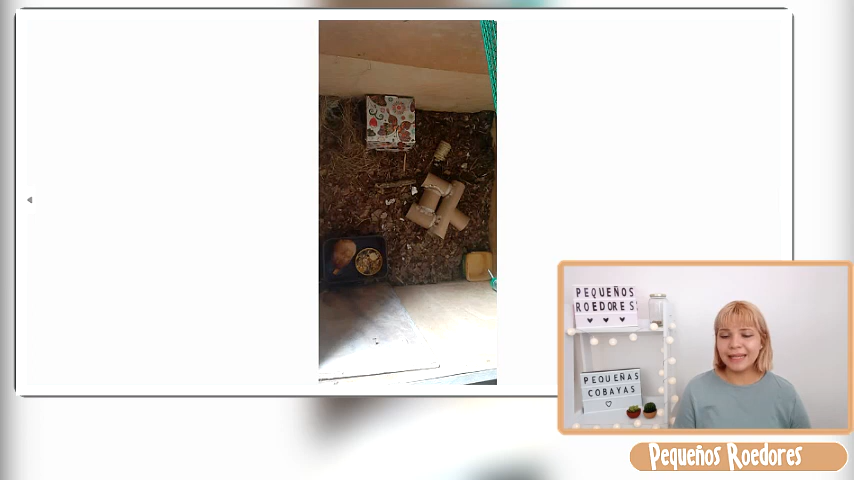 PEQUEÑOS
ROEDORES
PEQUEÑAS
COBAYAS
Pequeños Roedores